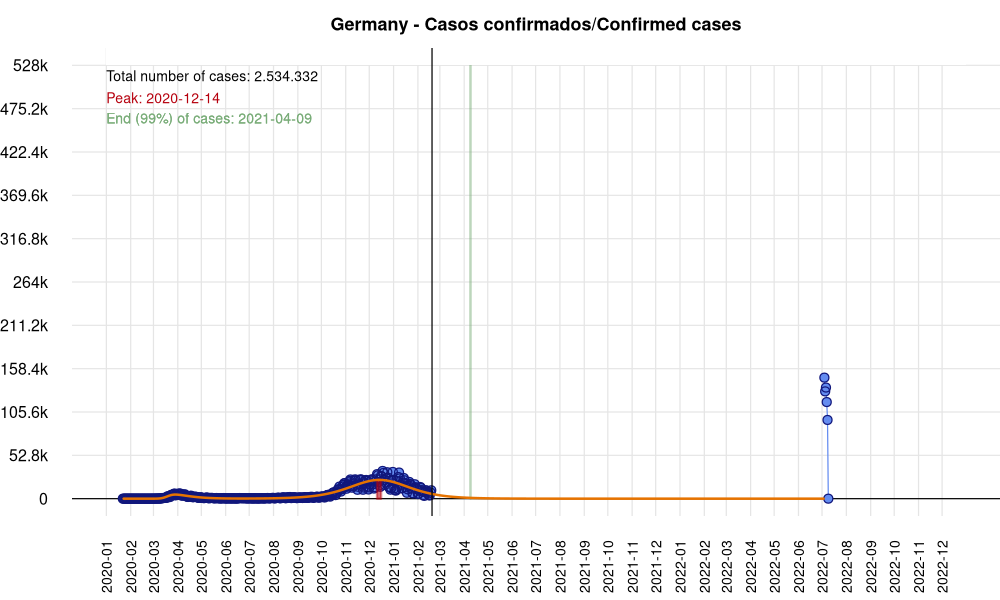 Germany - Casos confirmados/Confirmed cases
Total number of cases: 2.534.332
Peak: 2020-12-14
End (99%) of cases: 2021-04-09
528k
475.2k
422.4k
369.6k
316.8k
264k
211.2k
158.4k
105.6k
52.8k
0
2020-01
2020-02
2020-03
2020-04
2020-05
2020-06
2020-07
2020-08
2020-09
2020-10
2020-11
2020-12
2021-01
2021-02
2021-03
2021-04
2021-05
2021-06
2021-07
2021-08
2021-09
2021-10
2021-11
2021-12
2022-01
2022-02
2022-03
2022-04
2022-05
2022-06
2022-07
2022-08
2022-09
2022-10
2022-11
2022-12